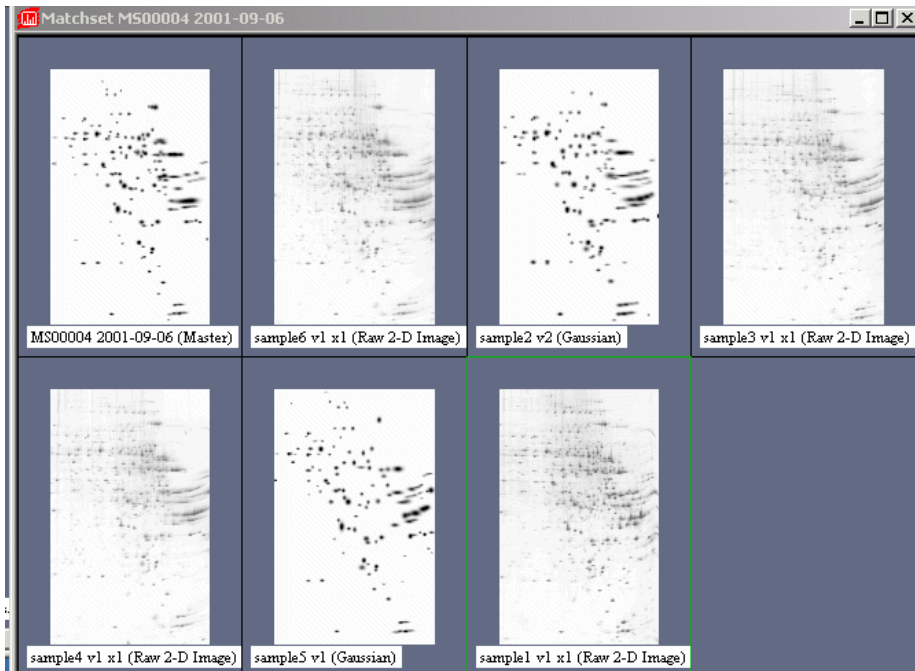 Matchset MS00004 2001-09-06
MS00004 2001-09-06 (Master)
sample6 v1 x1 (Raw 2-D Image)
sample2 v2 (Gaussian)
sample3 v1 x1 (Raw 2-D Image)
sample4 v1 x1 (Raw 2-D Image)
sample5 v1 (Gaussian)
sample1 v1 x1 (Raw 2-D Image)